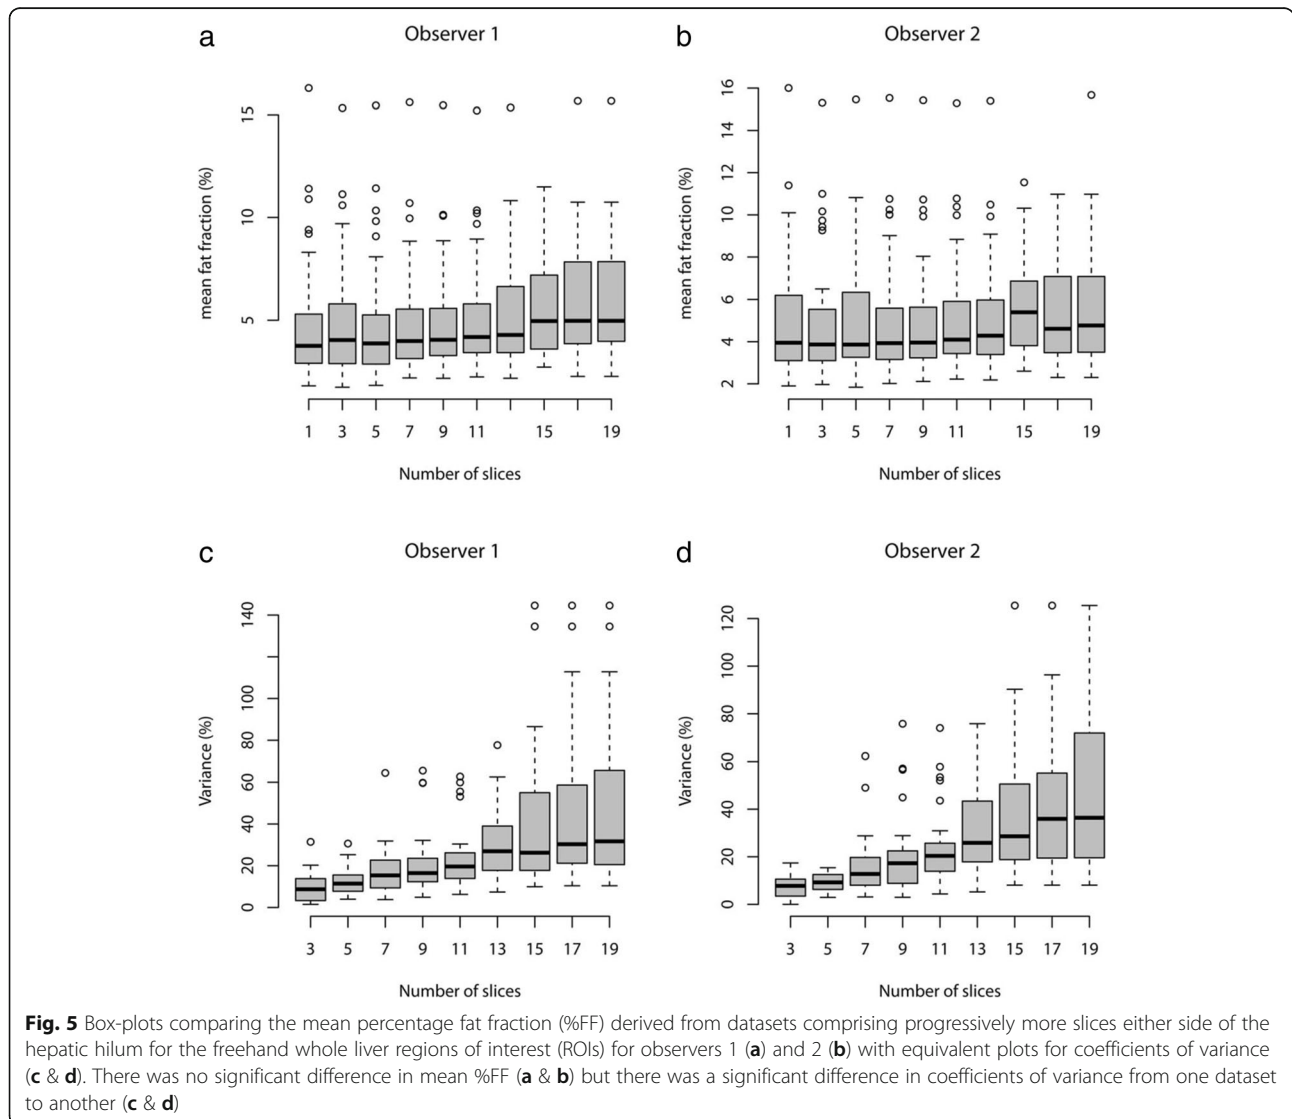 a
Observer 1
b
Observer 2
mean fat fraction (%)
15
10
5
1 3 5 7 9 11 15 19
Number of slices
mean fat fraction (%)
16
14
12
10
8
6
4
2
1 3 5 7 9 11 15 19
Number of slices
c
Observer 1
d
Observer 2
Variance (%)
140
100
80
60
40
20
0
3 5 7 9 11 13 15 17 19
Number of slices
Variance (%)
120
100
80
60
40
20
0
3 5 7 9 11 13 15 17 19
Number of slices
Fig. 5 Box-plots comparing the mean percentage fat fraction (%FF) derived from datasets comprising progressively more slices either side of the
hepatic hilum for the freehand whole liver regions of interest (ROIs) for observers 1 (a) and 2 (b) with equivalent plots for coefficients of variance
(c & d). There was no significant difference in mean %FF (a & b) but there was a significant difference in coefficients of variance from one dataset
to another (c & d)